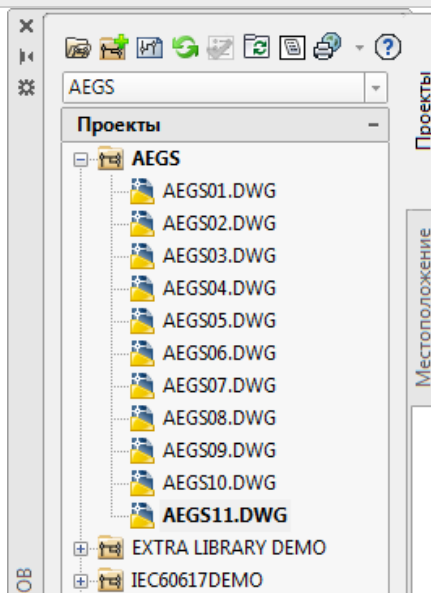 AEGS
Проекты
AEGS
AEGS01.DWG
AEGS02.DWG
AEGS03.DWG
AEGS04.DWG
AEGS05.DWG
AEGS06.DWG
AEGS07.DWG
AEGS08.DWG
AEGS09.DWG
AEGS10.DWG
AEGS11.DWG
EXTRA LIBRARY DEMO
IEC60617DEMO
Проекты
Местоположение